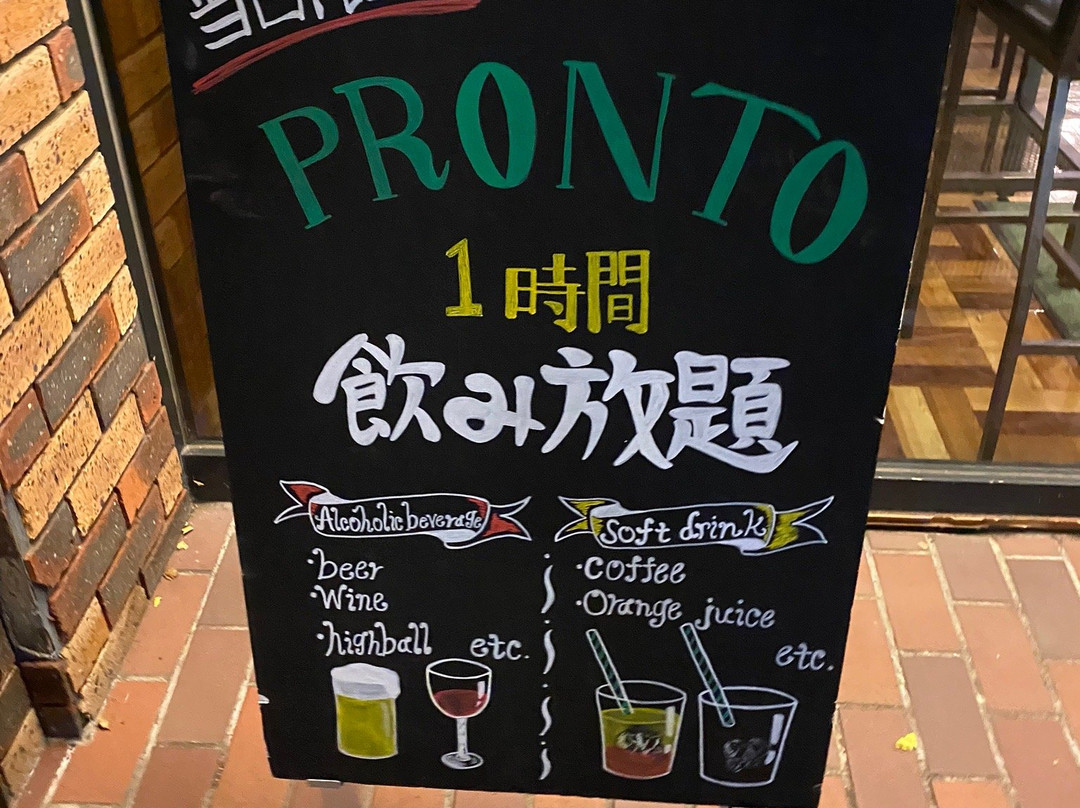 PRONTO
1時間
飲み放題
Alcoholic beverage
・beer
・Wine
・highball etc.
Soft drink
・coffee
・Orange juice
etc.